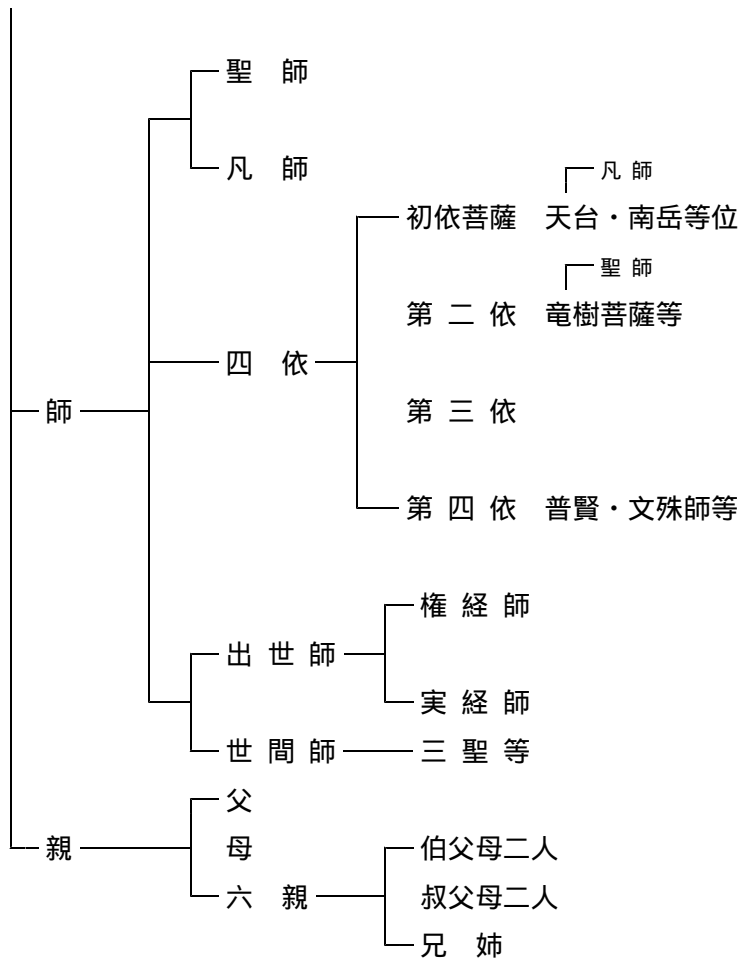 聖 師
凡 師
凡 師
初依菩薩 天台・南岳等位
聖 師
第 二 依 竜樹菩薩等
四 依
第 三 依
師
第 四 依 普賢・文殊師等
権 経 師
出 世 師
実 経 師
世 間 師 三 聖 等
父
親 母 伯父母二人
六 親 叔父母二人
兄 姉